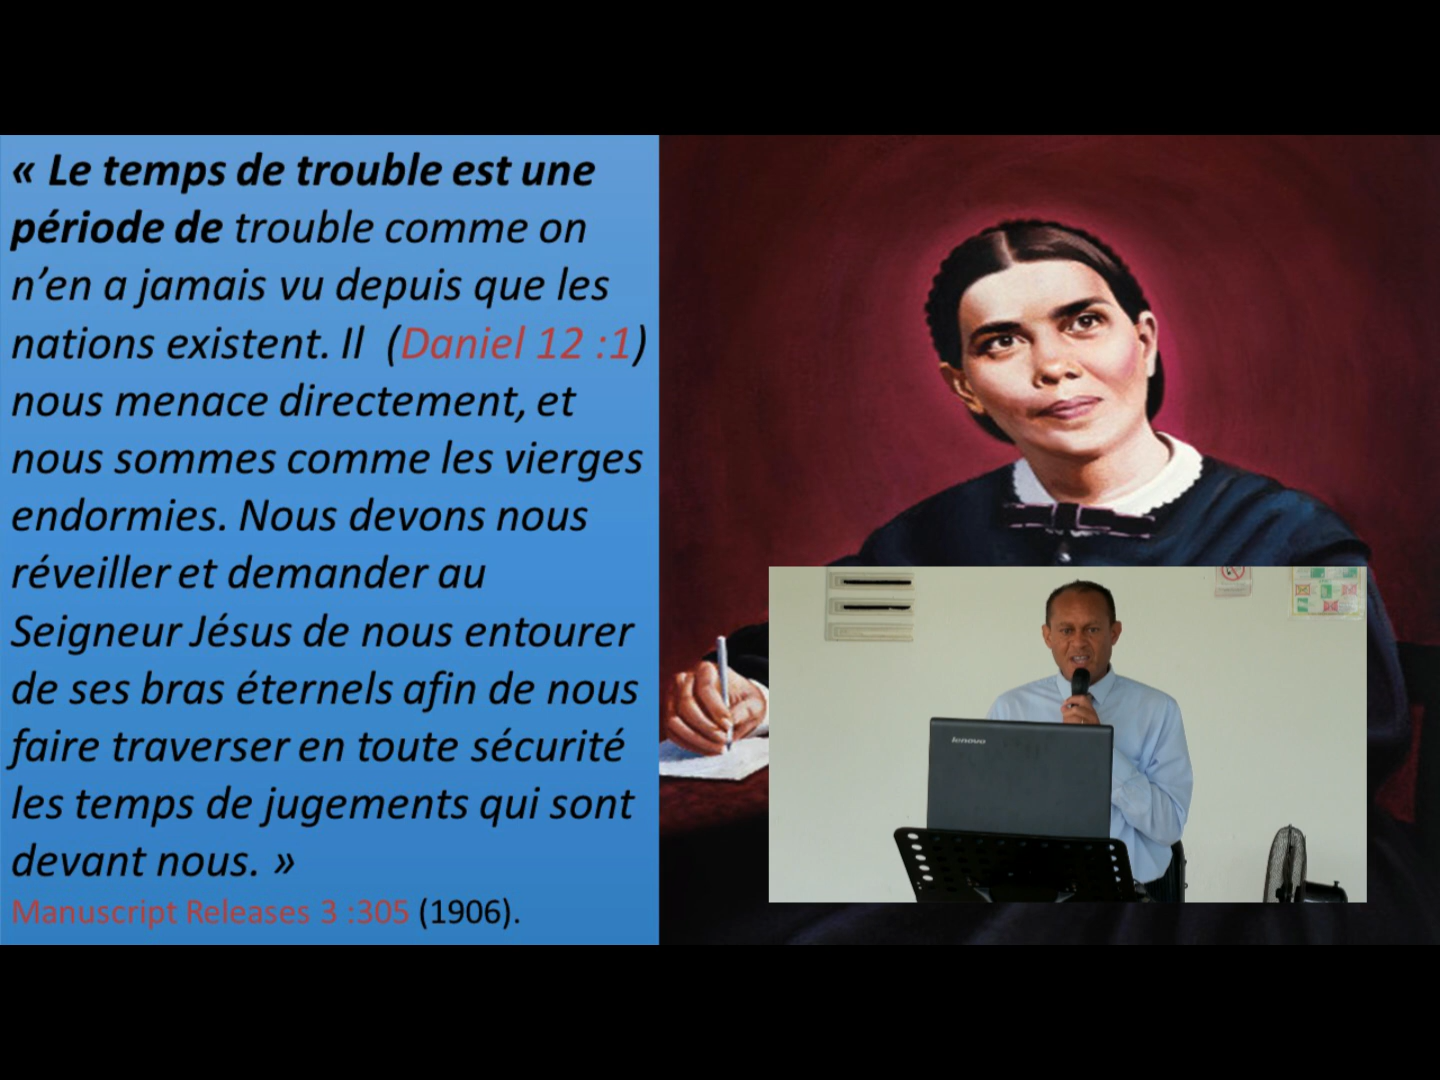 « Le temps de trouble est une
période de trouble comme on
n’en a jamais vu depuis que les
nations existent. Il (Daniel 12 :1)
nous menace directement, et
nous sommes comme les vierges
endormies. Nous devons nous
réveiller et demander au
Seigneur Jésus de nous entourer
de ses bras éternels afin de nous
faire traverser en toute sécurité
les temps de jugements qui sont
devant nous. »
Manuscript Releases 3 :305 (1906).
lenovo